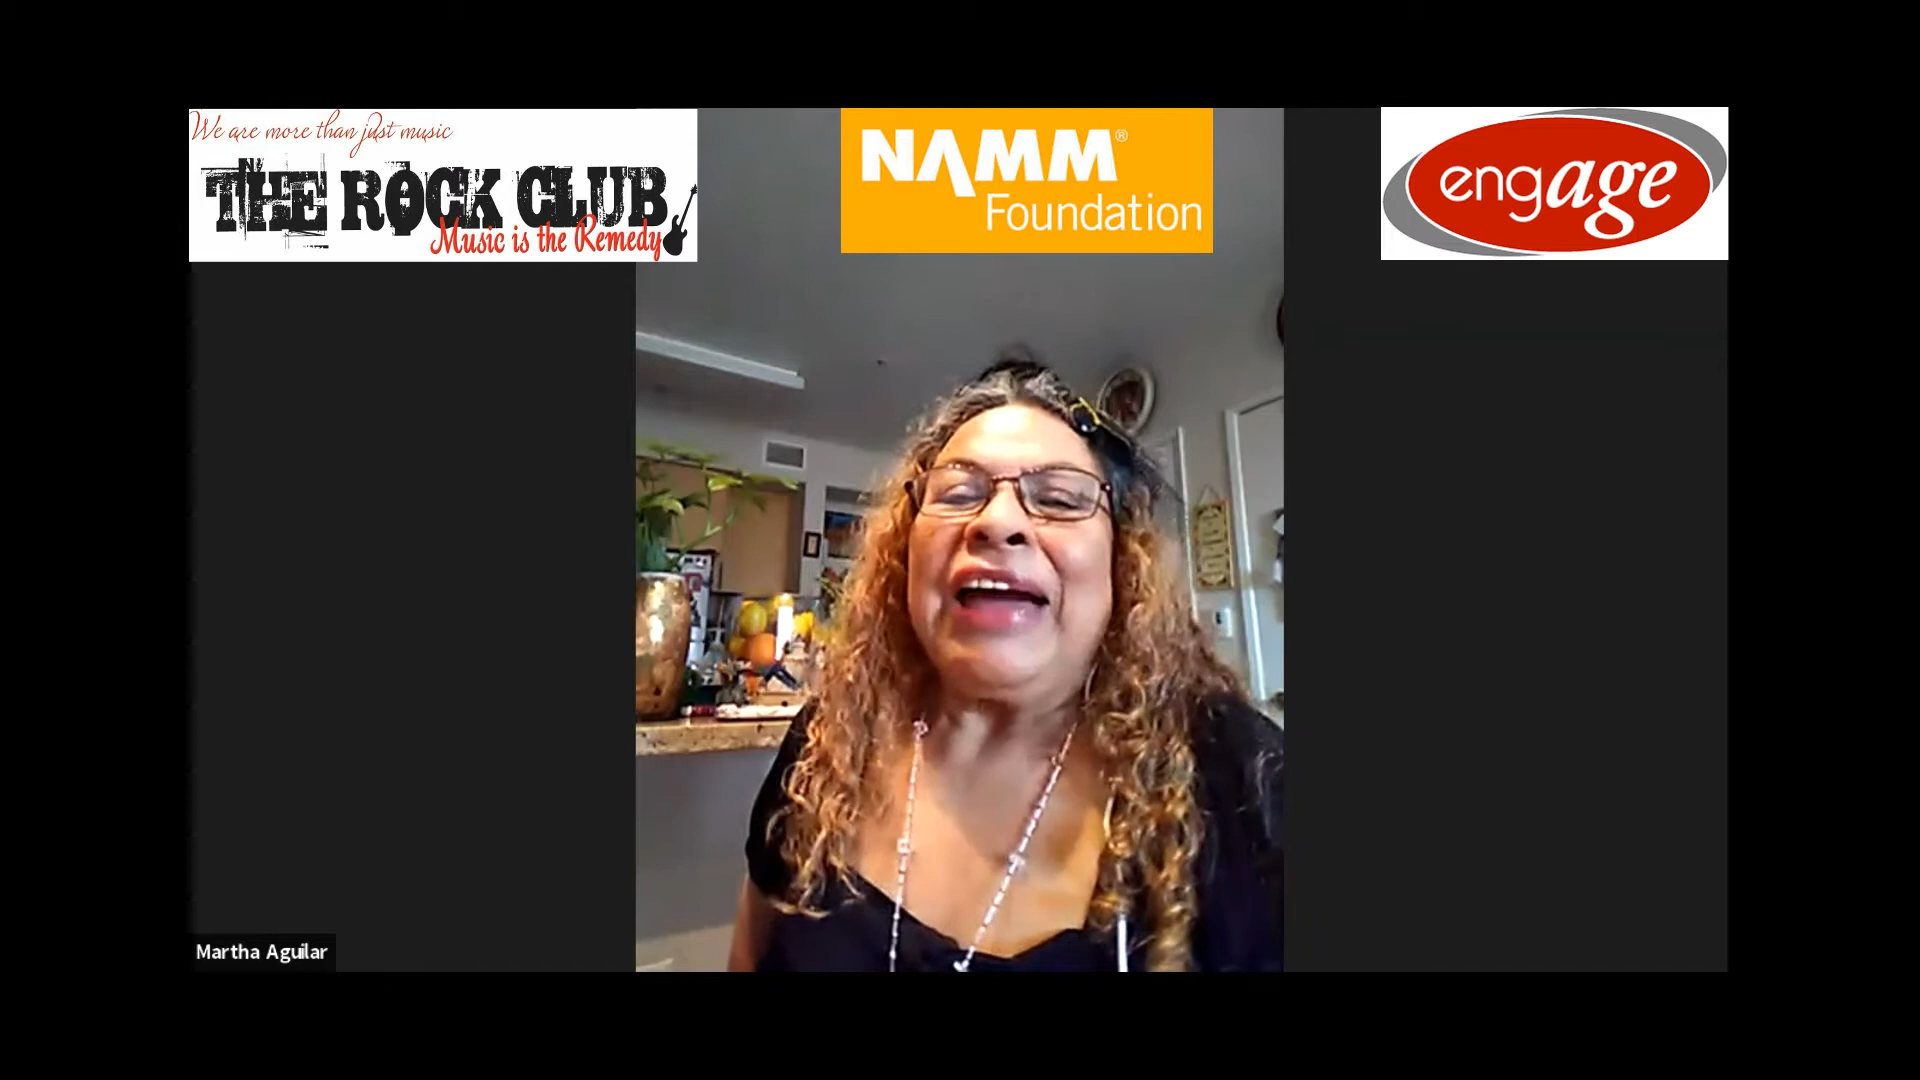 We are more than just music
THE ROCK CLUB
Music is the Remedy
NAMM®
Foundation
engage
Martha Aguilar